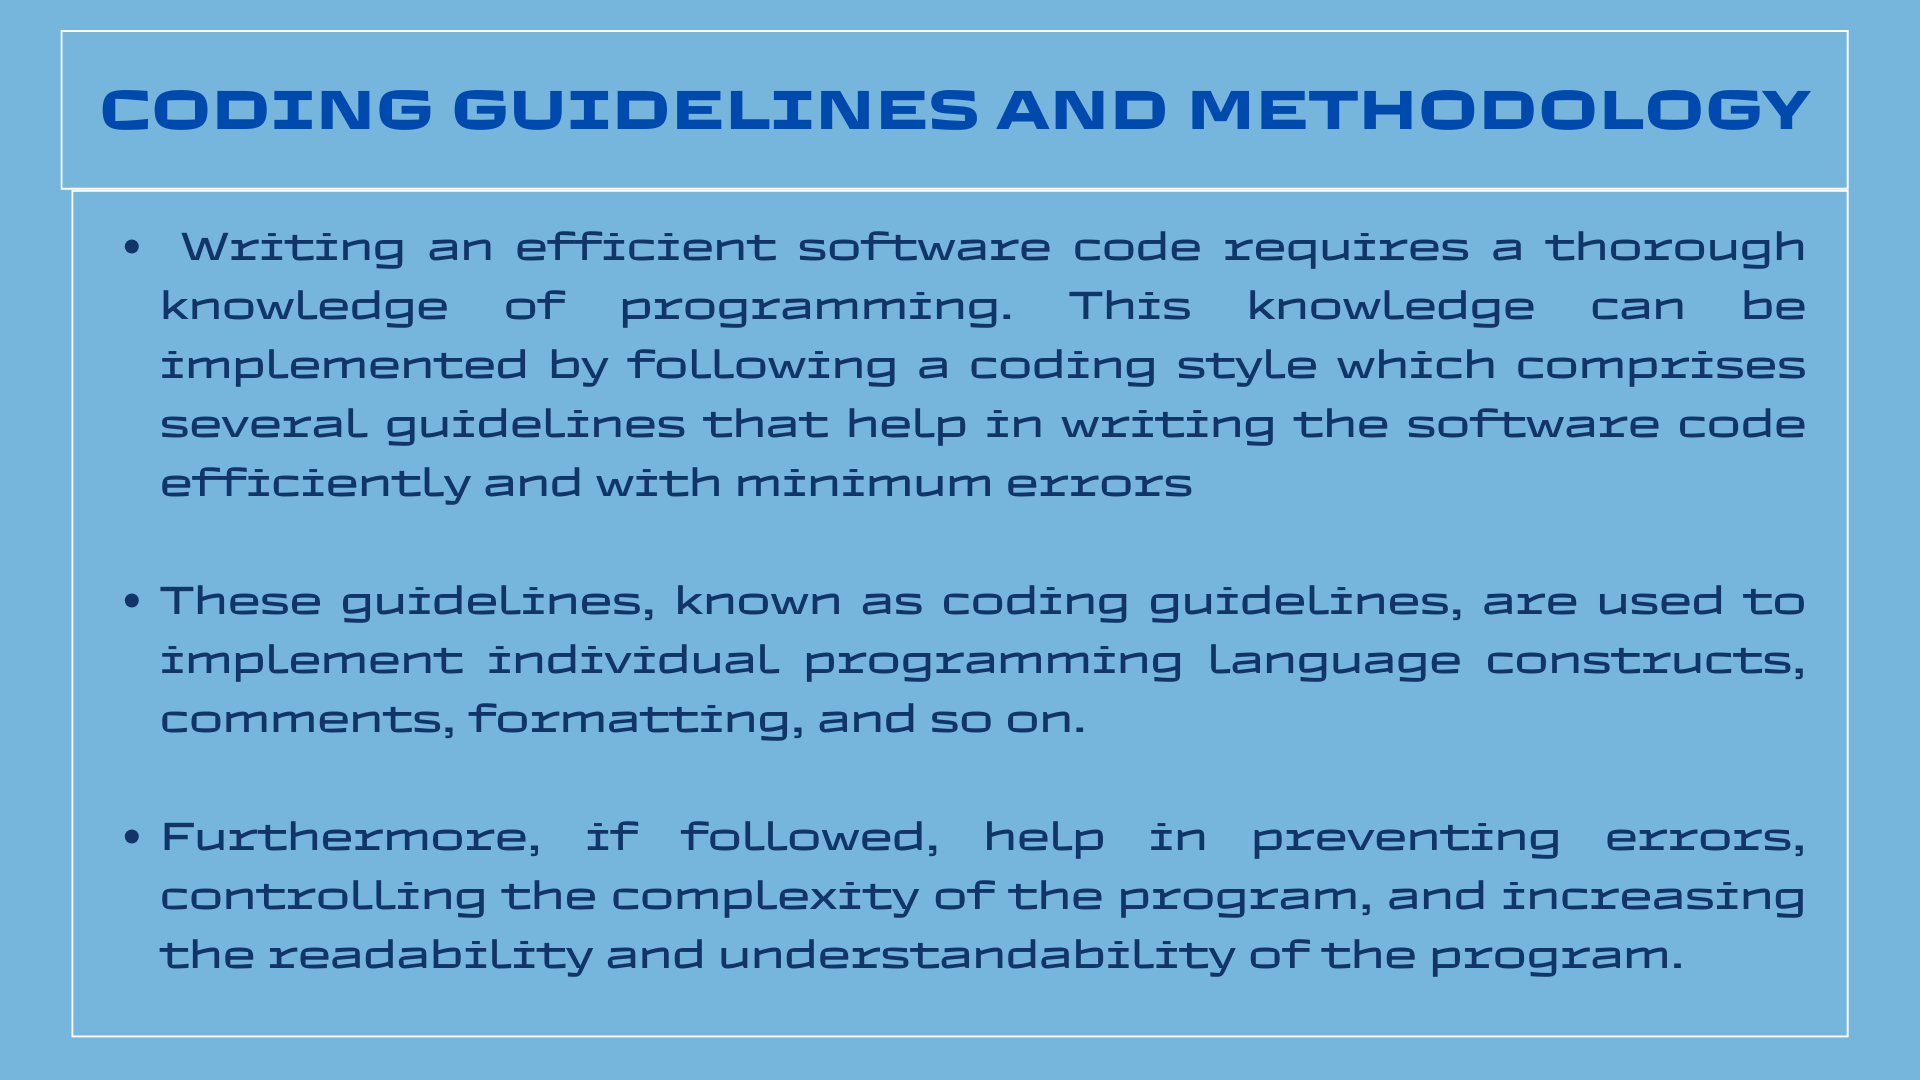 CODING GUIDELINES AND METHODOLOGY
• Writing an efficient software code requires a thorough
knowledge of programming. This knowledge can be
implemented by following a coding style which comprises
several guidelines that help in writing the software code
efficiently and with minimum errors
• These guidelines, known as coding guidelines, are used to
implement individual programming language constructs,
comments, formatting, and so on.
• Furthermore, if followed, help in preventing errors,
controlling the complexity of the program, and increasing
the readability and understandability of the program.